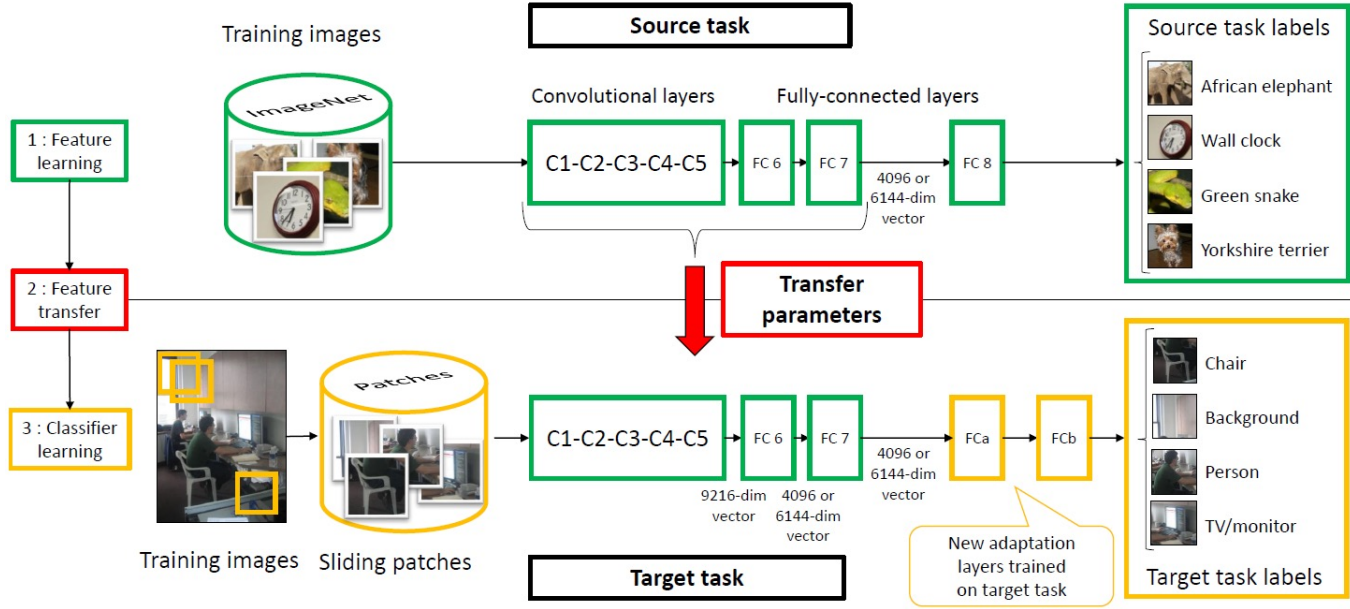 Source task
Training images
Source task labels
ImageNet
Convolutional layers
Fully-connected layers
African elephant
1 : Feature
learning
C1-C2-C3-C4-C5
FC 6
FC 7
4096 or
6144-dim
vector
FC 8
Wall clock
Green snake
Yorkshire terrier
2 : Feature
transfer
Transfer
parameters
Patches
Chair
3 : Classifier
learning
C1-C2-C3-C4-C5
FC 6
FC 7
4096 or
6144-dim
vector
FCa
FCb
Background
Person
9216-dim
vector
4096 or
6144-dim
vector
TV/monitor
New adaptation
layers trained
on target task
Training images
Sliding patches
Target task
Target task labels